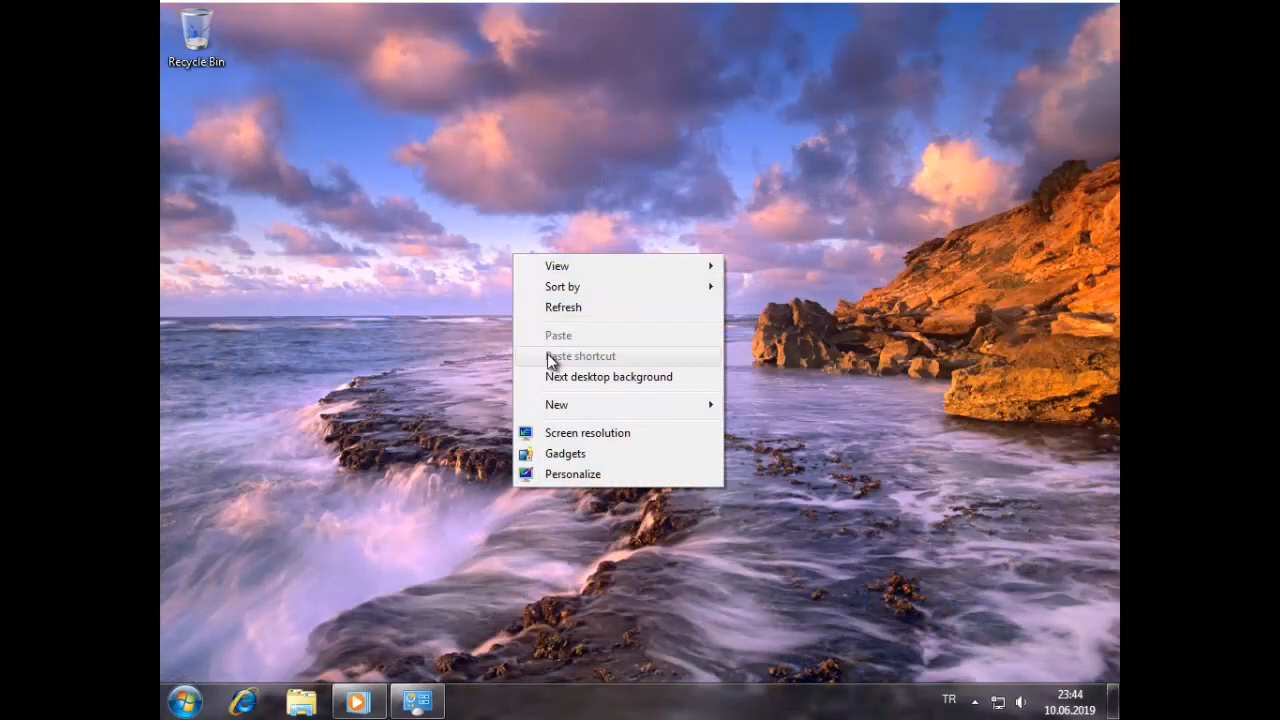 Recycle Bin
View
Sort by
Refresh
Paste
Paste shortcut
Next desktop background
New
Screen resolution
Gadgets
Personalize
TR
23:44
10.06.2019